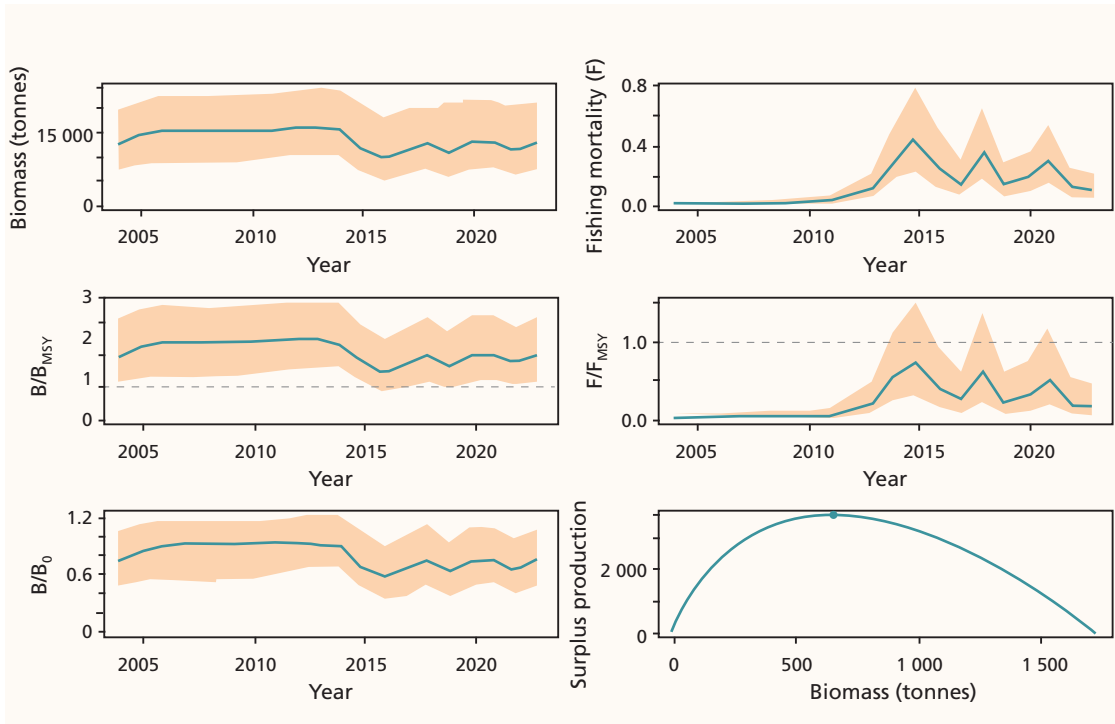 Biomass (tonnes)
15 000
0
2005 2010 2015 2020
Year
Fishing mortality (F)
0.8
0.4
0.0
2005 2010 2015 2020
Year
B/BMSY
3
2
1
0
2005 2010 2015 2020
Year
F/FMSY
1.0
0.0
2005 2010 2015 2020
Year
B/B0
1.2
0.6
0
2005 2010 2015 2020
Year
Surplus production
2 000
0
0 500 1 000 1 500
Biomass (tonnes)